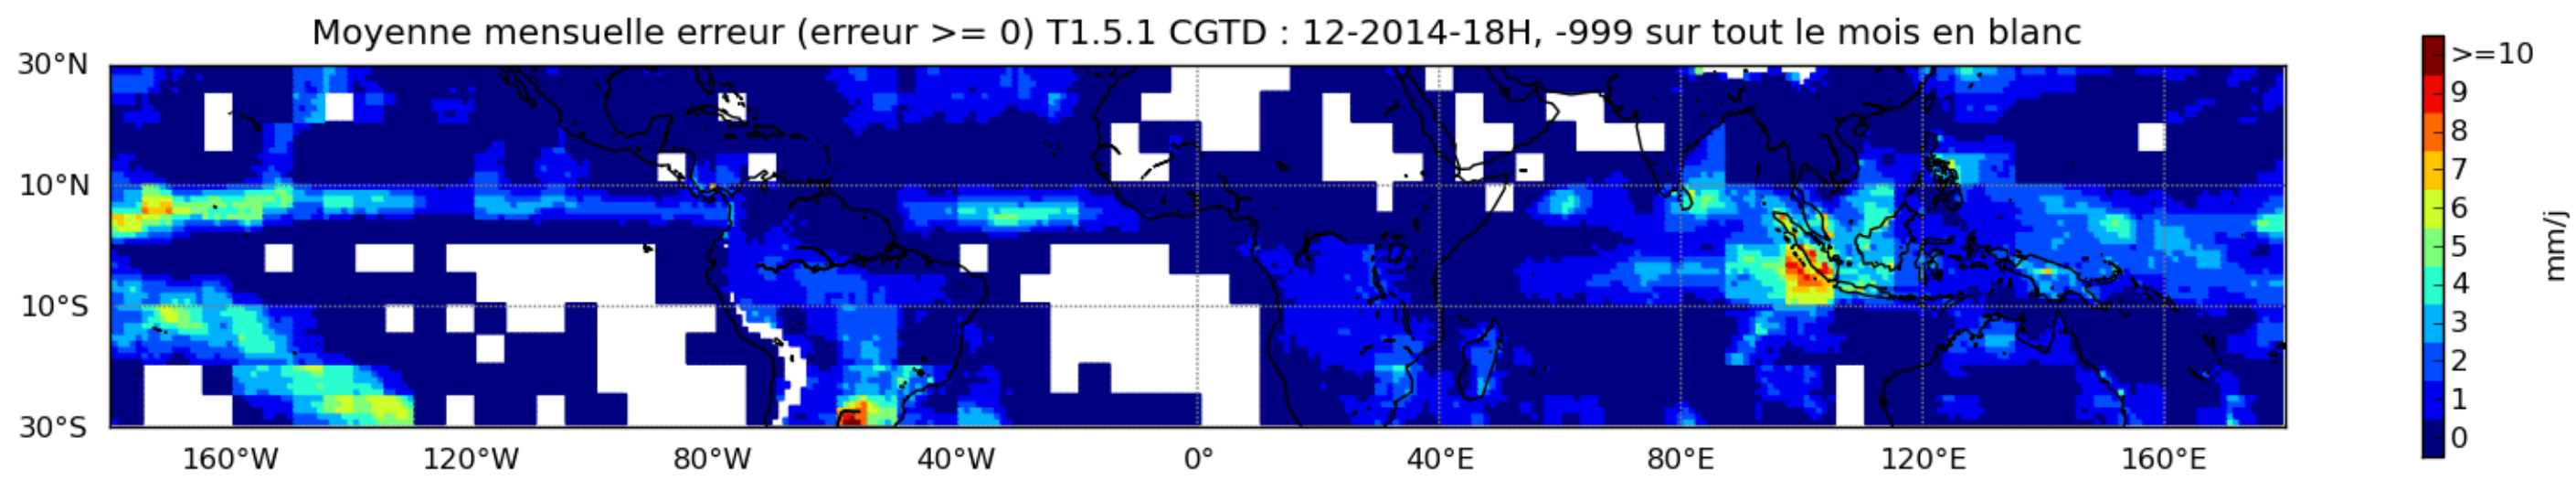 Moyenne mensuelle erreur (erreur >= 0) T1.5.1 CGTD : 12-2014-18H, -999 sur tout le mois en blanc
30°N
10°N
10°S
30°S
160°W 120°W 80°W 40°W 0° 40°E 80°E 120°E 160°E
>=10
9
8
7
6
5
4
3
2
1
0
mm/j